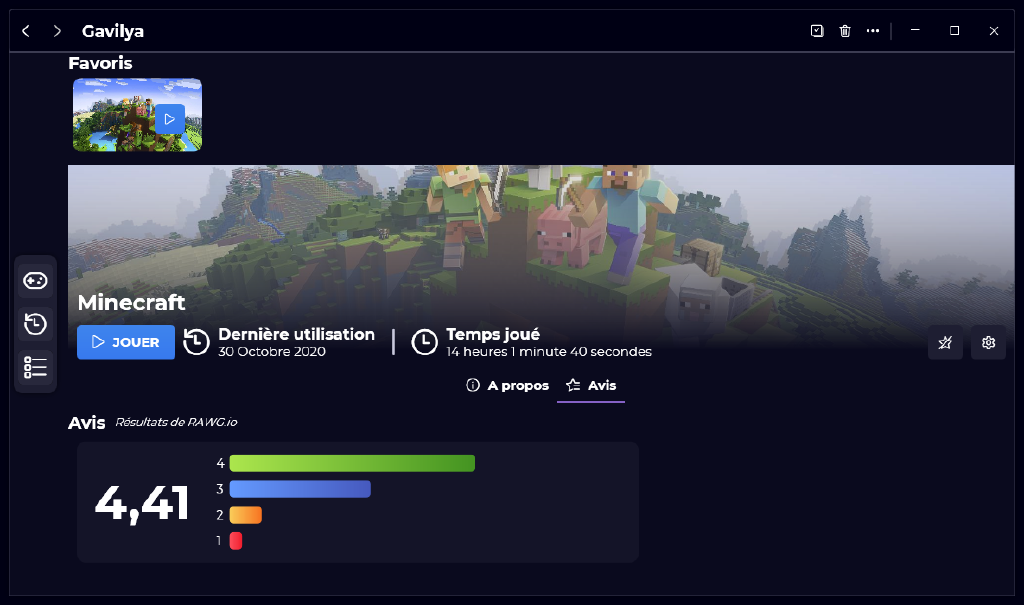 Gavilya
Favoris
Minecraft
JOUER
Dernière utilisation
30 Octobre 2020
Temps joué
14 heures 1 minute 40 secondes
A propos
Avis
Avis Résultats de RAWG.io
4,41
4
3
2
1